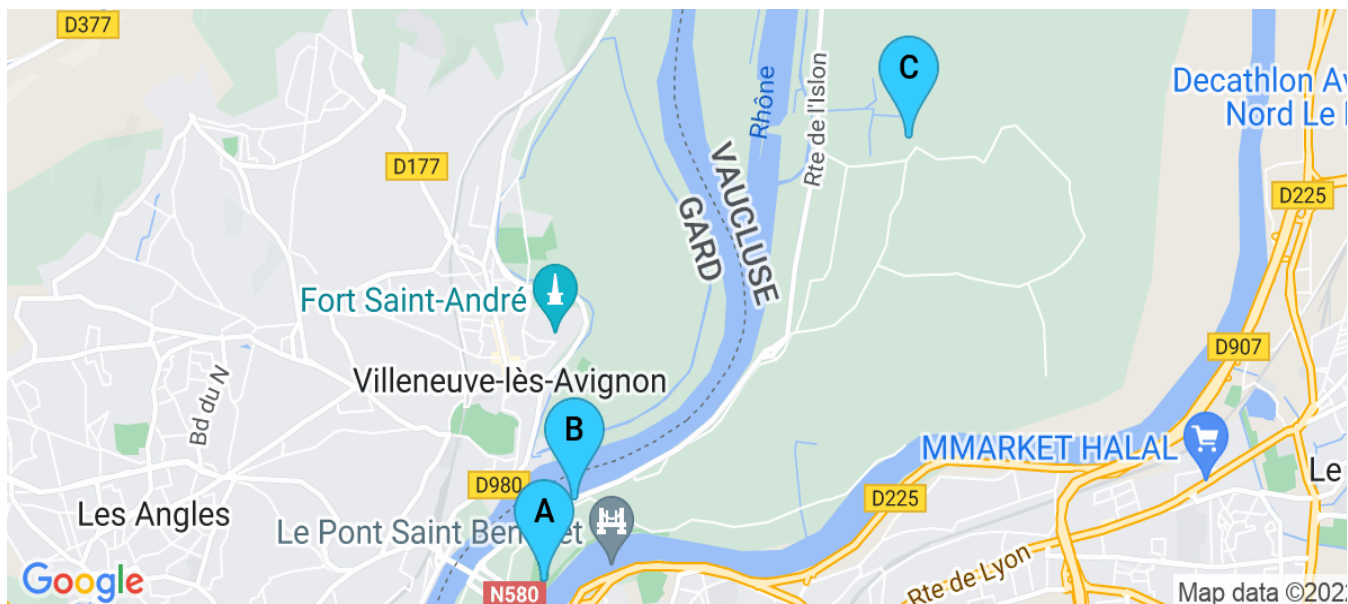 D377
Rhône
Rte de l'Islon
C
Decathlon Av
Nord Le
D177
VAUCLUSE
GARD
D225
Fort Saint-André
D907
Villeneuve-lès-Avignon
Bd du N
B
MMARKET HALAL
Le
D980
D225
Les Angles
A
Le Pont Saint Ben et
Rte de Lyon
Google
N580
Map data ©2022